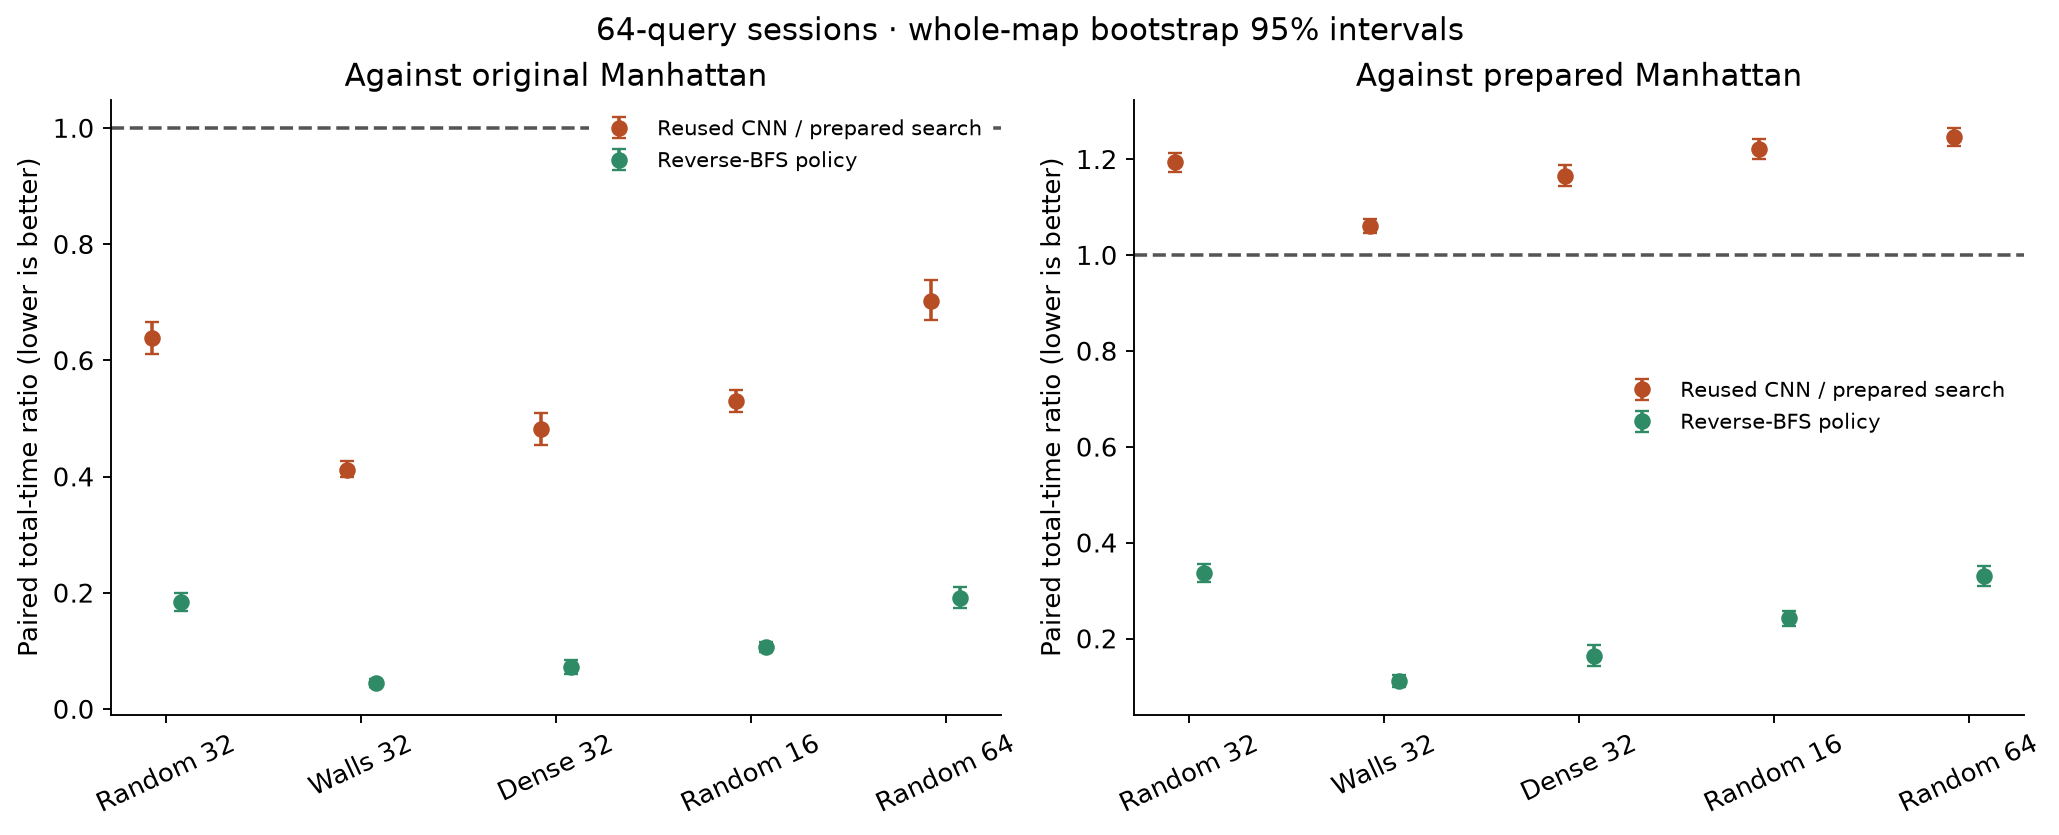 64-query sessions · whole-map bootstrap 95% intervals
Against original Manhattan
Paired total-time ratio (lower is better)
1.0
0.8
0.6
0.4
0.2
0.0
Reused CNN / prepared search
Reverse-BFS policy
Random 32
Walls 32
Dense 32
Random 16
Random 64
Against prepared Manhattan
Paired total-time ratio (lower is better)
1.2
1.0
0.8
0.6
0.4
0.2
Reused CNN / prepared search
Reverse-BFS policy
Random 32
Walls 32
Dense 32
Random 16
Random 64